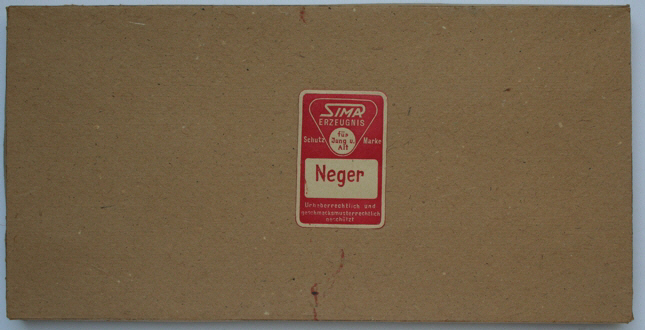 SIMA
ERZEUGNIS
Schutz
für
Jung u.
Alt
Marke
Neger
Urheberrechtlich und
geschmacksmusterrechtlich
geschützt